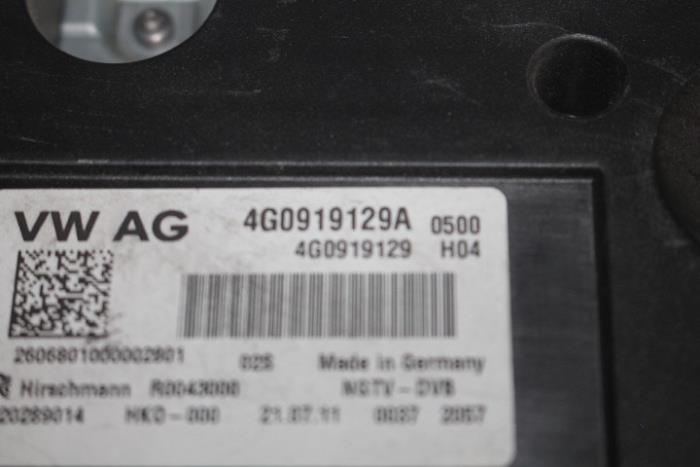 VW AG 4G0919129A 0500
4G0919129 H04
2606801000002801 02S Made in Germany
Hirschmann R0043000 NGTV-DVB
20289014 HKO-000 21.07.11 0037 2057